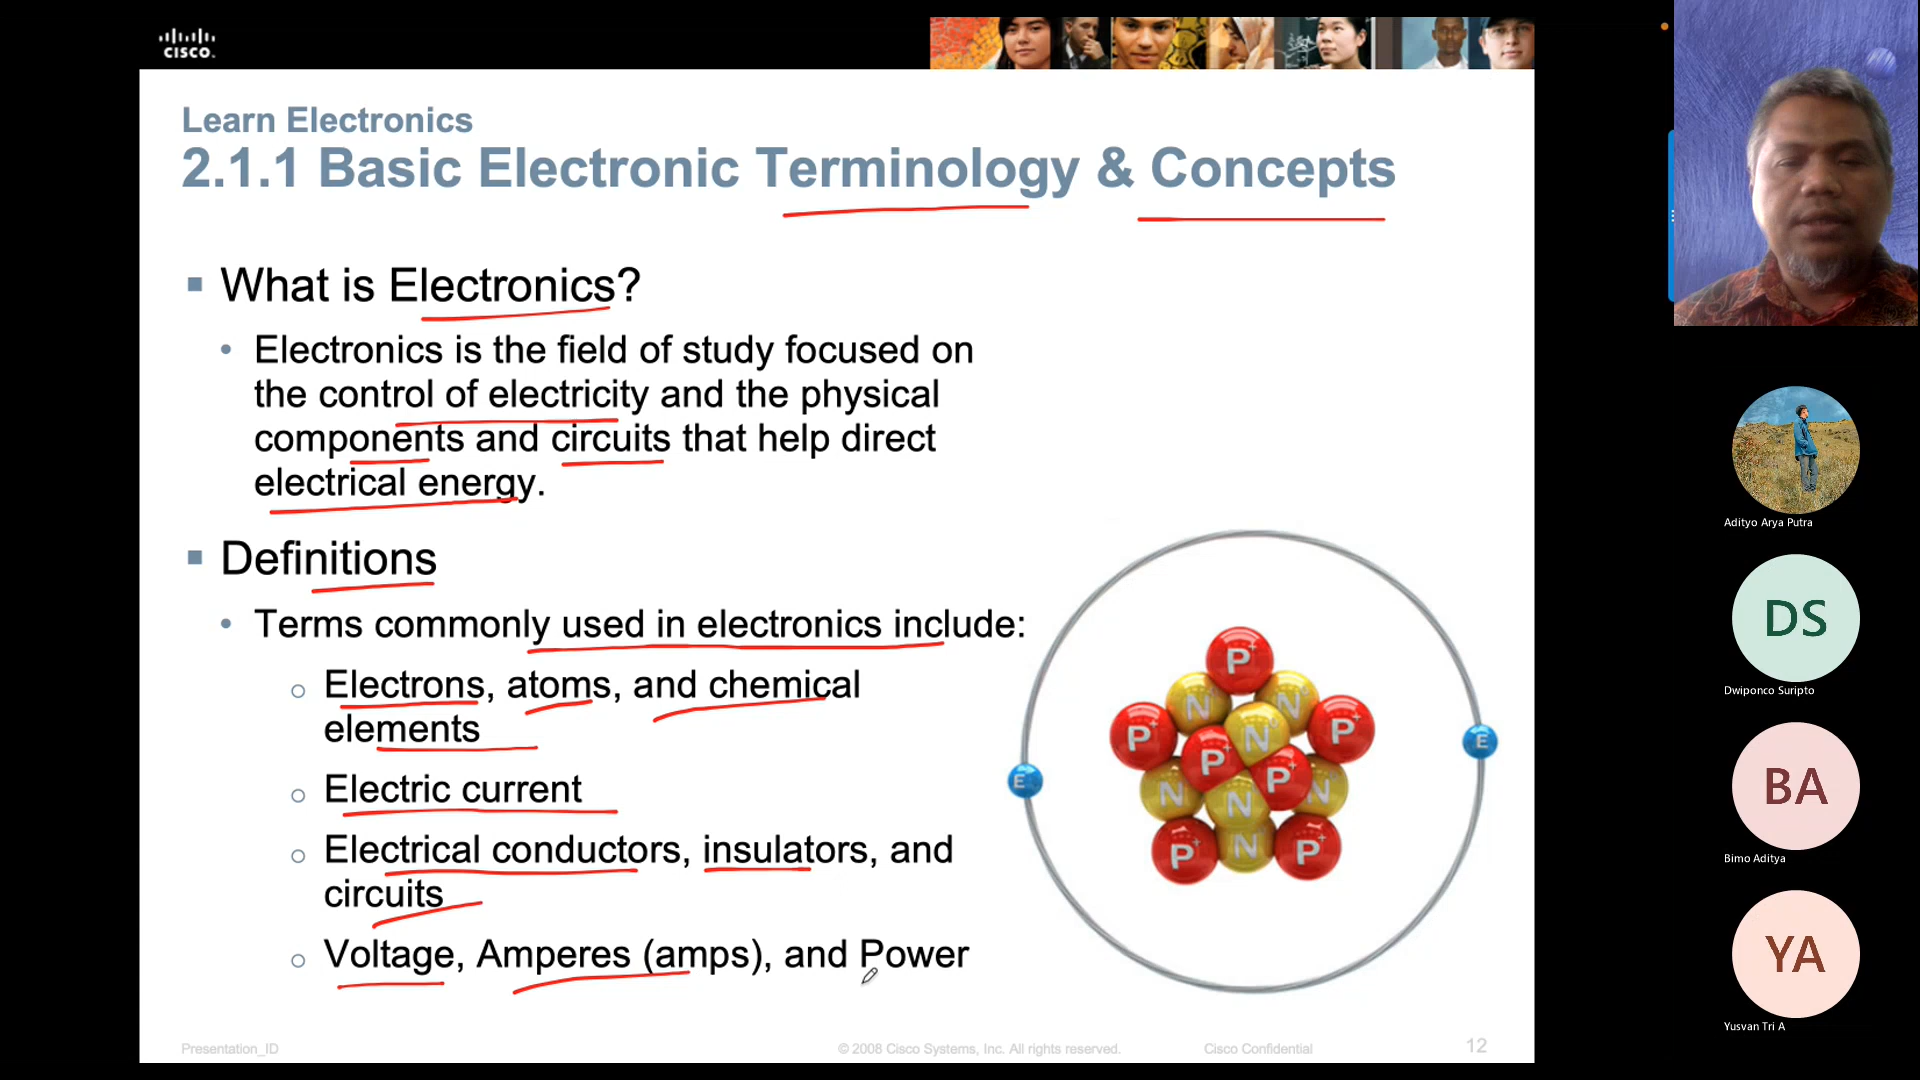 CISCO
Learn Electronics
2.1.1 Basic Electronic Terminology & Concepts
▪ What is Electronics?
• Electronics is the field of study focused on
the control of electricity and the physical
components and circuits that help direct
electrical energy.
▪ Definitions
• Terms commonly used in electronics include:
o Electrons, atoms, and chemical
elements
o Electric current
o Electrical conductors, insulators, and
circuits
o Voltage, Amperes (amps), and Power
P+
N
N
P+
N
P+
P+
P+
N
N
N
P+
N
P+
E
E
Presentation_ID
© 2008 Cisco Systems, Inc. All rights reserved.
Cisco Confidential
12
Adityo Arya Putra
DS
Dwiponco Suripto
BA
Bimo Aditya
YA
Yusvan Tri A